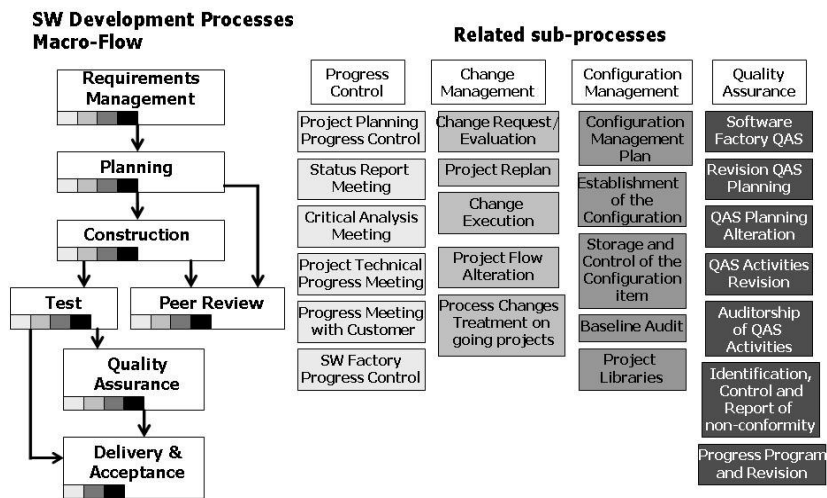 SW Development Processes
Macro-Flow
Requirements
Management
Planning
Construction
Test
Peer Review
Quality
Assurance
Delivery &
Acceptance
Related sub-processes
Progress
Control
Project Planning
Progress Control
Status Report
Meeting
Critical Analysis
Meeting
Project Technical
Progress Meeting
Progress Meeting
with Customer
SW Factory
Progress Control
Change
Management
Change Request/
Evaluation
Project Replan
Change
Execution
Project Flow
Alteration
Process Changes
Treatment on
going projects
Configuration
Management
Configuration
Management
Plan
Establishment
of the
Configuration
Storage and
Control of the
Configuration
item
Baseline Audit
Project
Libraries
Quality
Assurance
Software
Factory QAS
Revision QAS
Planning
QAS Planning
Alteration
QAS Activities
Revision
Auditorship
of QAS
Activities
Identification,
Control and
Report of
non-conformity
Progress Program
and Revision